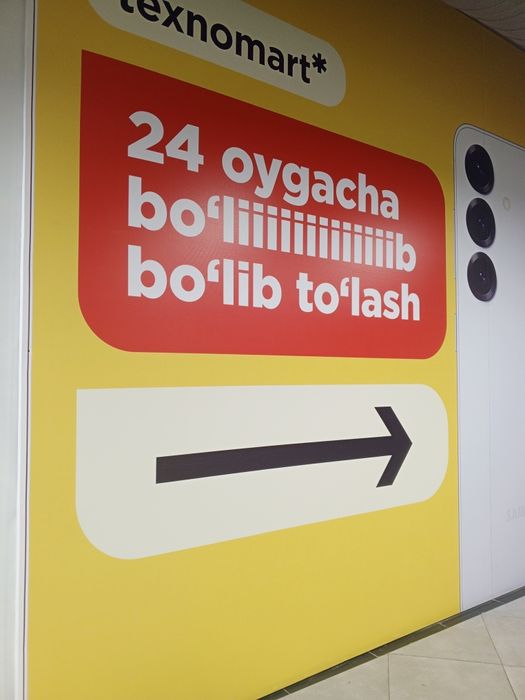 texnomart*
24 oygacha
bo‘liiiiiiiiiiiiiib
bo‘lib to‘lash